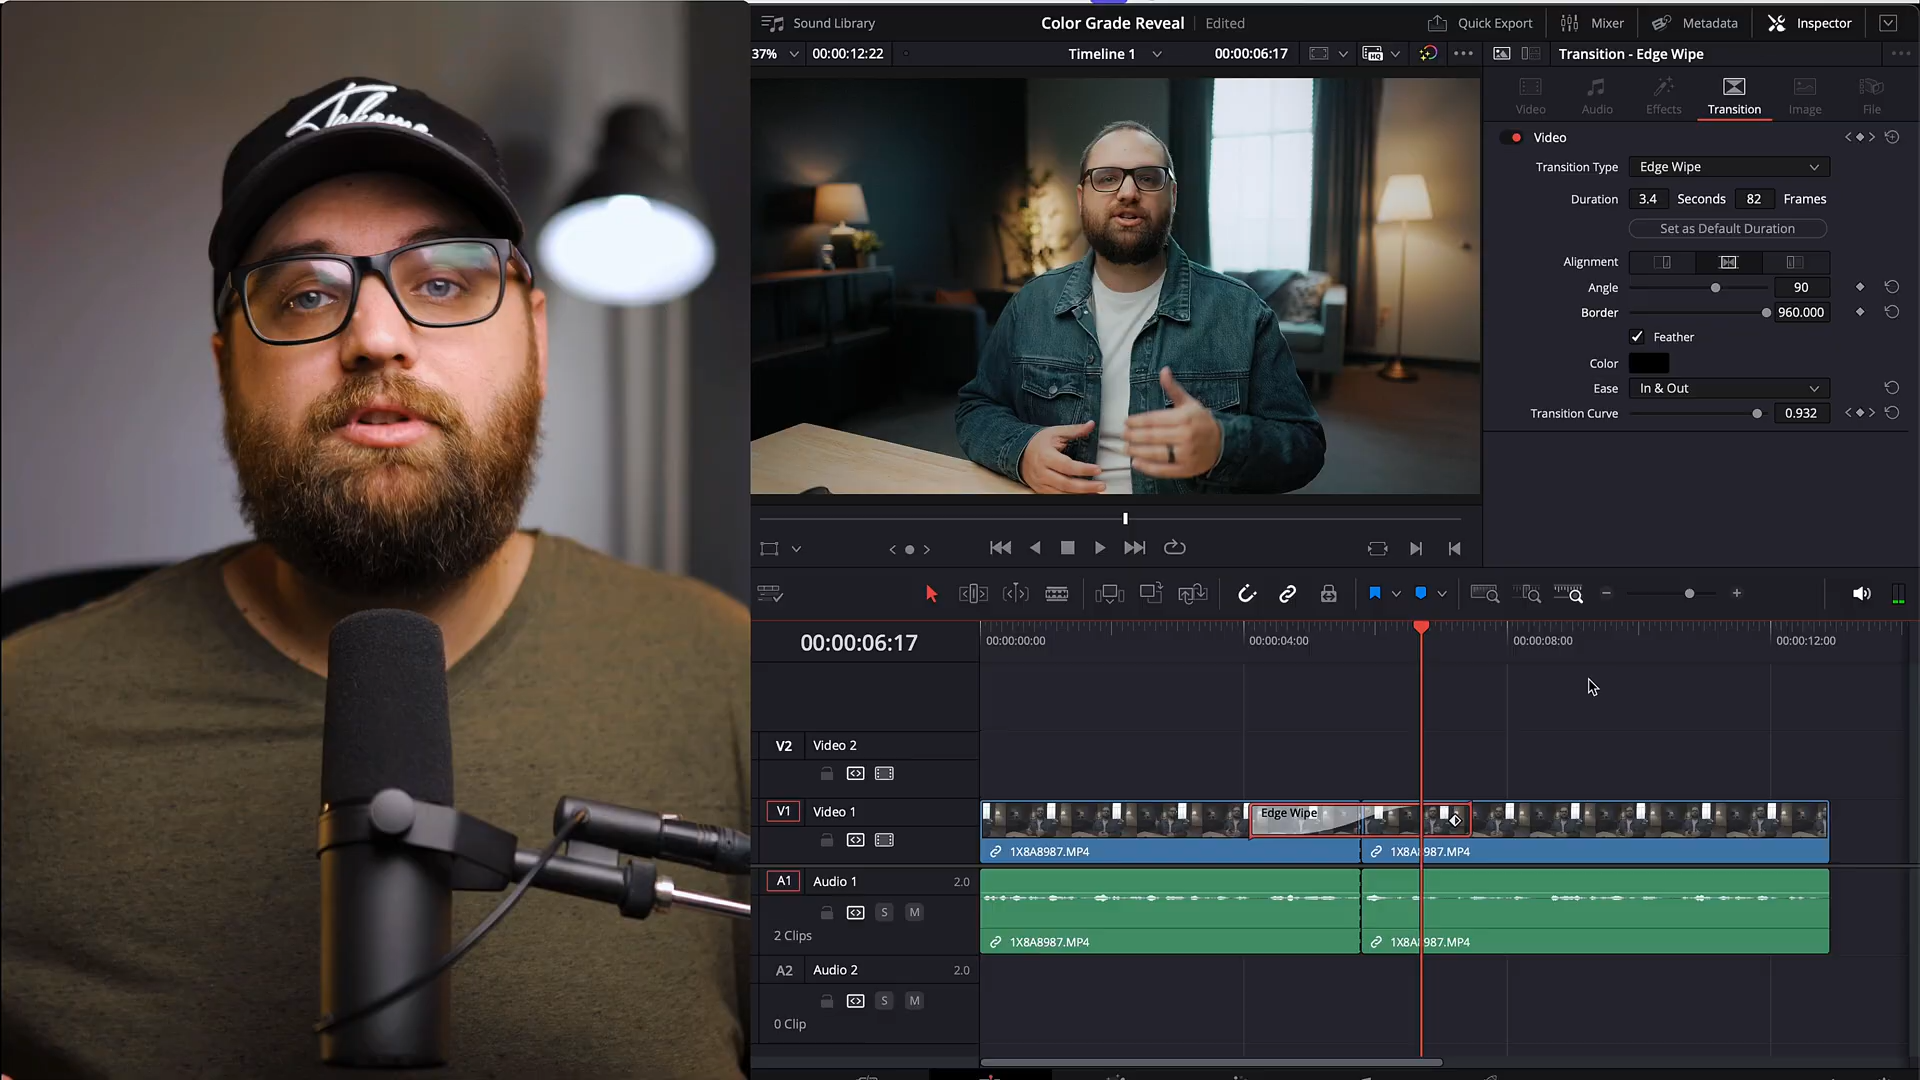 Sound Library
Color Grade Reveal
Edited
Quick Export
Mixer
Metadata
Inspector
37%
00:00:12:22
Timeline 1
00:00:06:17
Transition - Edge Wipe
Video
Audio
Effects
Transition
Image
File
Video
Transition Type
Edge Wipe
Duration
3.4
Seconds
82
Frames
Set as Default Duration
Alignment
Angle
90
Border
960.000
Feather
Color
Ease
In & Out
Transition Curve
0.932
00:00:06:17
00:00:00:00
00:00:04:00
00:00:08:00
00:00:12:00
V2
Video 2
V1
Video 1
Edge Wipe
1X8A8987.MP4
1X8A8987.MP4
A1
Audio 1
2.0
S
M
2 Clips
1X8A8987.MP4
1X8A8987.MP4
A2
Audio 2
2.0
S
M
0 Clip